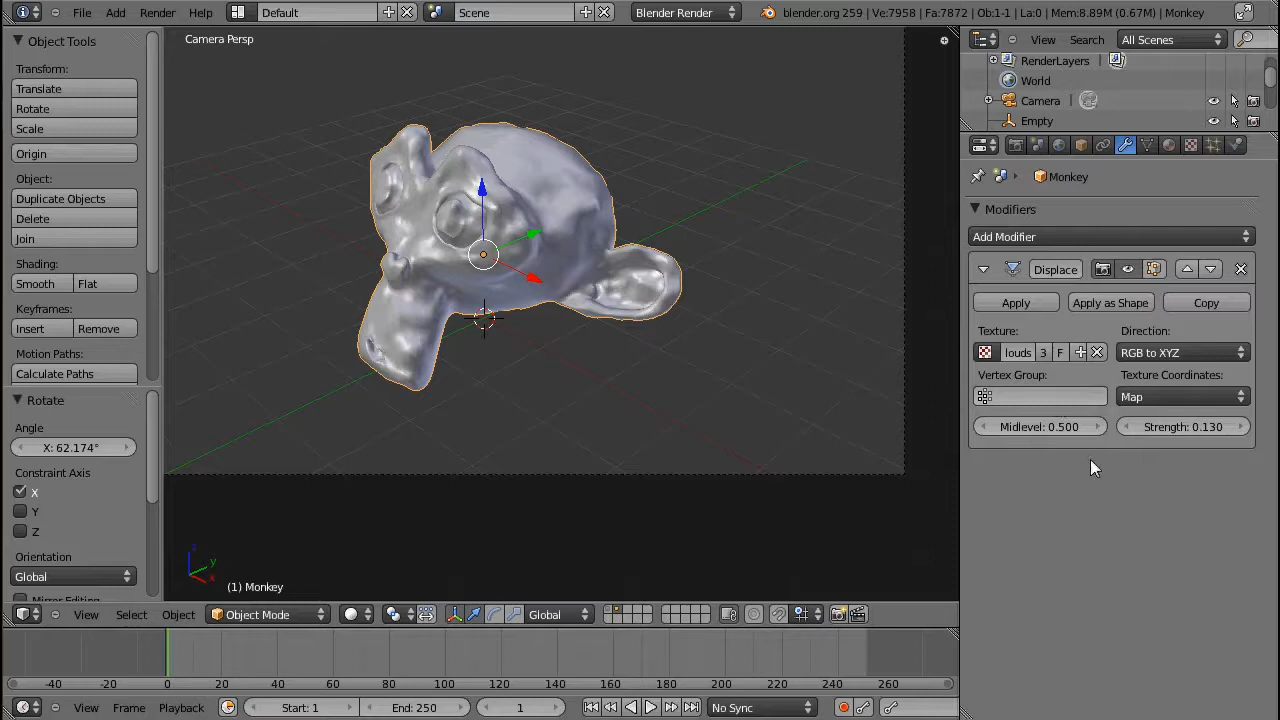 File Add Render Help Default Scene Blender Render blender.org 259 | Ve:7958 | Fa:7872 | Ob:1-1 | La:0 | Mem:8.89M (0.67M) | Monkey
Object Tools
Transform:
Translate
Rotate
Scale
Origin
Object:
Duplicate Objects
Delete
Join
Shading:
Smooth Flat
Keyframes:
Insert Remove
Motion Paths:
Calculate Paths
Rotate
Angle
X: 62.174°
Constraint Axis
X
Y
Z
Orientation
Global
Camera Persp
z
y
x
(1) Monkey
View Select Object Object Mode Global
-40 -20 0 20 40 60 80 100 120 140 160 180 200 220 240 260
View Frame Playback Start: 1 End: 250 1 No Sync
View Search All Scenes
RenderLayers
World
Camera
Empty
Monkey
Modifiers
Add Modifier
Displace
Apply Apply as Shape Copy
Texture: Direction:
louds 3 F RGB to XYZ
Vertex Group: Texture Coordinates:
Map
Midlevel: 0.500 Strength: 0.130